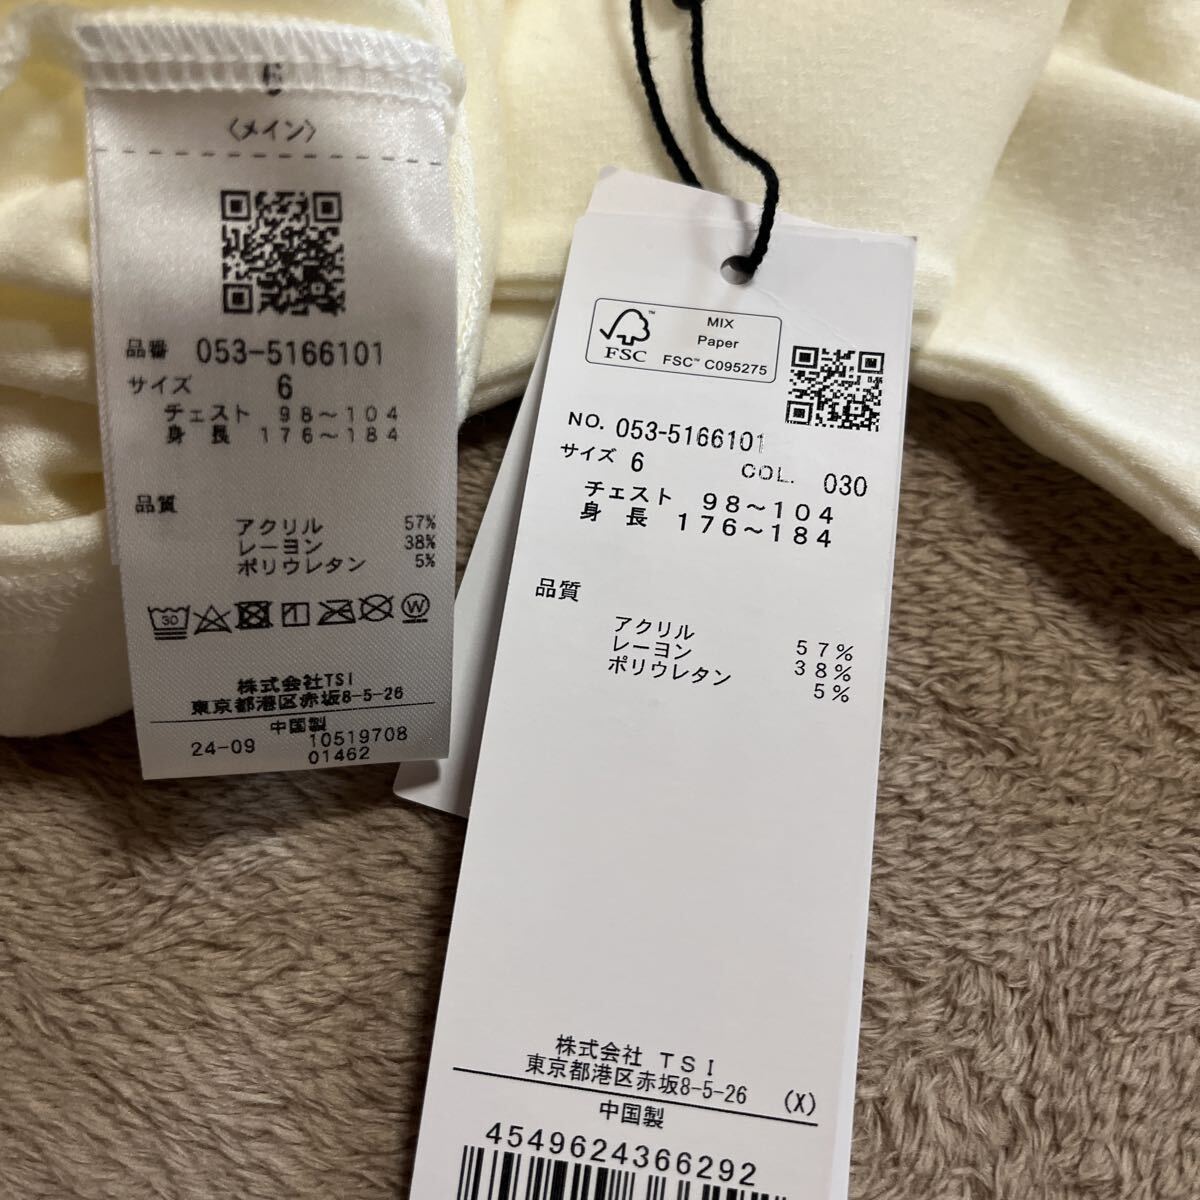 6
〈メイン〉
品番 053-5166101
サイズ 6
チェスト 98～104
身長 176～184
品質
アクリル 57%
レーヨン 38%
ポリウレタン 5%
30
W
株式会社TSI
東京都港区赤坂8-5-26
中国製
24-09 10519708
01462
MIX
Paper
FSC™ C095275
FSC™
NO. 053-5166101
サイズ 6 COL. 030
チェスト 98～104
身長 176～184
品質
アクリル 57%
レーヨン 38%
ポリウレタン 5%
株式会社 TSI
東京都港区赤坂8-5-26 (X)
中国製
4549624366292